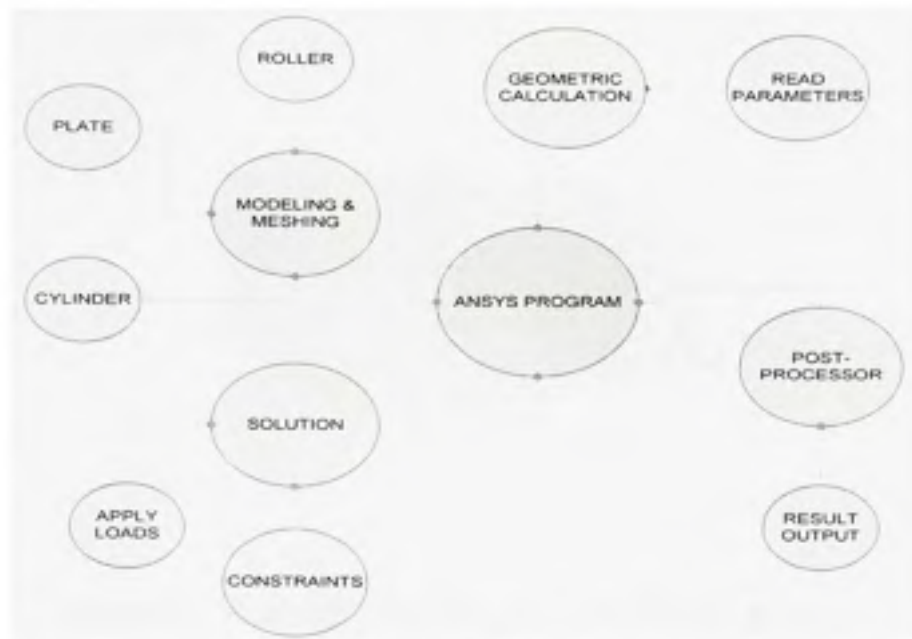 ROLLER
GEOMETRIC
CALCULATION
READ
PARAMETERS
PLATE
MODELING &
MESHING
CYLINDER
ANSYS PROGRAM
POST-
PROCESSOR
SOLUTION
APPLY
LOADS
RESULT
OUTPUT
CONSTRAINTS